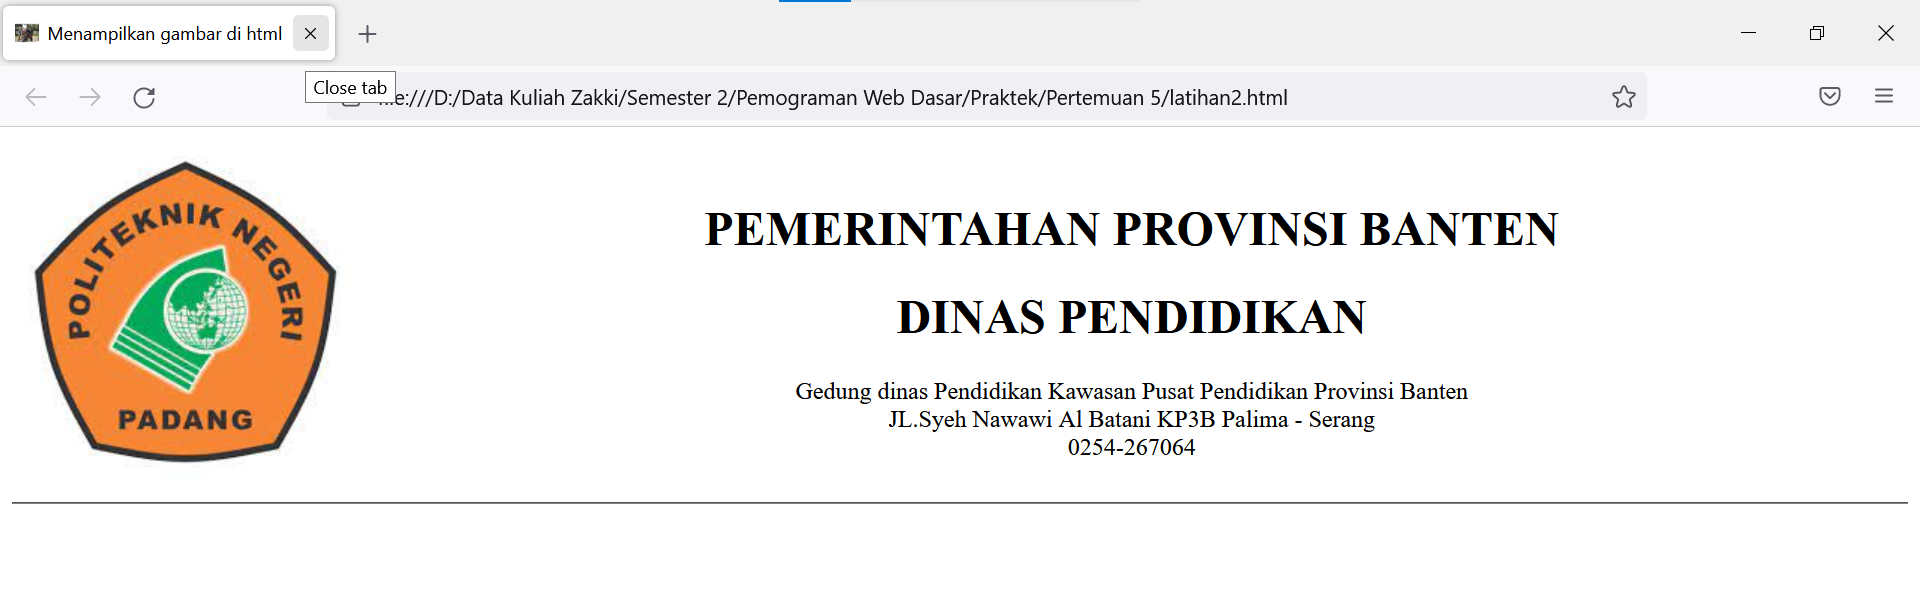 Menampilkan gambar di html
Close tab
file:///D:/Data Kuliah Zakki/Semester 2/Pemograman Web Dasar/Praktek/Pertemuan 5/latihan2.html
POLITEKNIK NEGERI
PADANG
PEMERINTAHAN PROVINSI BANTEN
DINAS PENDIDIKAN
Gedung dinas Pendidikan Kawasan Pusat Pendidikan Provinsi Banten
JL.Syeh Nawawi Al Batani KP3B Palima - Serang
0254-267064